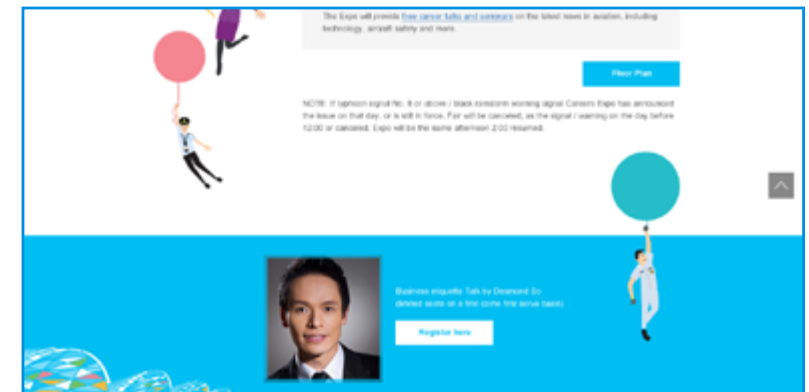 The Expo will provide free career talks and seminars on the latest news in aviation, including
technology, aircraft safety and more.
Floor Plan
NOTE: If typhoon signal No. 8 or above / black rainstorm warning signal Careers Expo has announced
the issue on that day, or is still in force, Fair will be canceled, as the signal / warning on the day before
12:00 or canceled, Expo will be the same afternoon 2:00 resumed.
Business etiquette Talk by Desmond So
(limited seats on a first come first serve basis)
Register here